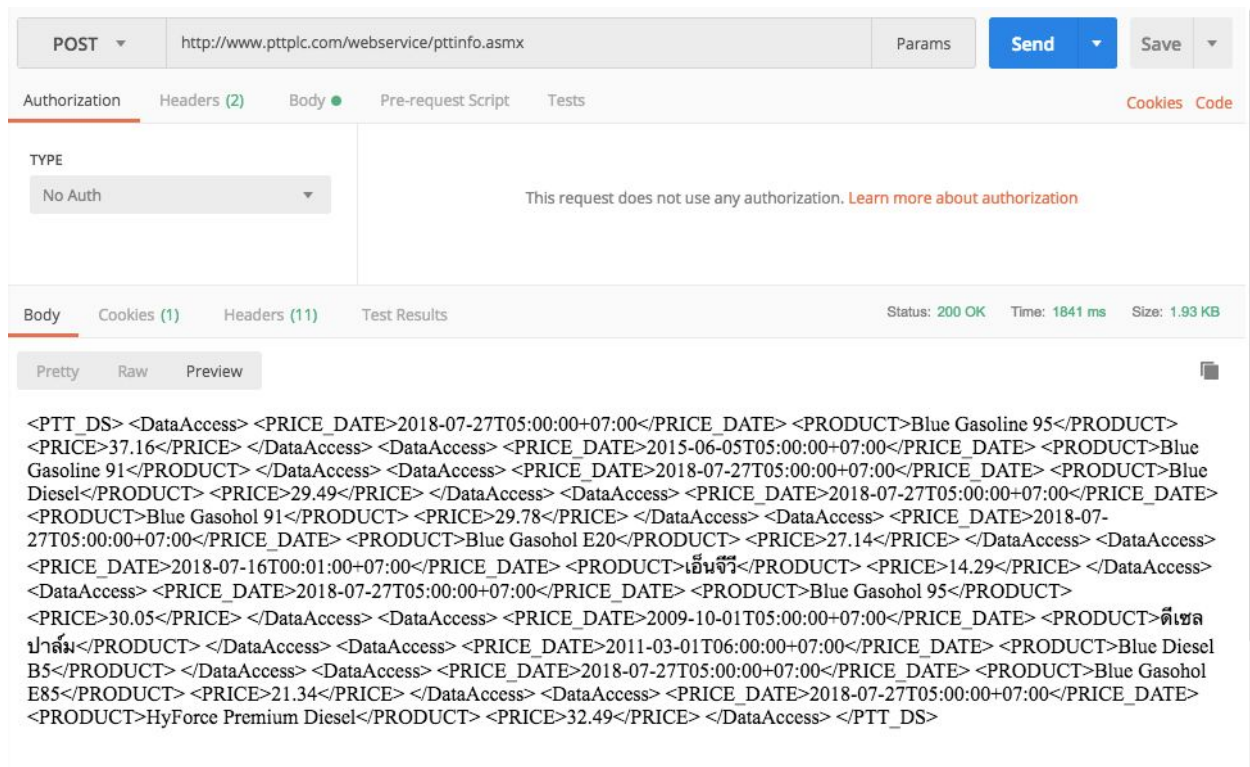 POST http://www.pttplc.com/webservice/pttinfo.asmx Params Send Save
Authorization Headers (2) Body Pre-request Script Tests Cookies Code
TYPE
No Auth
This request does not use any authorization. Learn more about authorization
Body Cookies (1) Headers (11) Test Results Status: 200 OK Time: 1841 ms Size: 1.93 KB
Pretty Raw Preview
<PTT_DS> <DataAccess> <PRICE_DATE>2018-07-27T05:00:00+07:00</PRICE_DATE> <PRODUCT>Blue Gasoline 95</PRODUCT>
<PRICE>37.16</PRICE> </DataAccess> <DataAccess> <PRICE_DATE>2015-06-05T05:00:00+07:00</PRICE_DATE> <PRODUCT>Blue
Gasoline 91</PRODUCT> </DataAccess> <DataAccess> <PRICE_DATE>2018-07-27T05:00:00+07:00</PRICE_DATE> <PRODUCT>Blue
Diesel</PRODUCT> <PRICE>29.49</PRICE> </DataAccess> <DataAccess> <PRICE_DATE>2018-07-27T05:00:00+07:00</PRICE_DATE>
<PRODUCT>Blue Gasohol 91</PRODUCT> <PRICE>29.78</PRICE> </DataAccess> <DataAccess> <PRICE_DATE>2018-07-
27T05:00:00+07:00</PRICE_DATE> <PRODUCT>Blue Gasohol E20</PRODUCT> <PRICE>27.14</PRICE> </DataAccess> <DataAccess>
<PRICE_DATE>2018-07-16T00:01:00+07:00</PRICE_DATE> <PRODUCT>เอ็นจีวี</PRODUCT> <PRICE>14.29</PRICE> </DataAccess>
<DataAccess> <PRICE_DATE>2018-07-27T05:00:00+07:00</PRICE_DATE> <PRODUCT>Blue Gasohol 95</PRODUCT>
<PRICE>30.05</PRICE> </DataAccess> <DataAccess> <PRICE_DATE>2009-10-01T05:00:00+07:00</PRICE_DATE> <PRODUCT>ดีเซล
ปาล์ม</PRODUCT> </DataAccess> <DataAccess> <PRICE_DATE>2011-03-01T06:00:00+07:00</PRICE_DATE> <PRODUCT>Blue Diesel
B5</PRODUCT> </DataAccess> <DataAccess> <PRICE_DATE>2018-07-27T05:00:00+07:00</PRICE_DATE> <PRODUCT>Blue Gasohol
E85</PRODUCT> <PRICE>21.34</PRICE> </DataAccess> <DataAccess> <PRICE_DATE>2018-07-27T05:00:00+07:00</PRICE_DATE>
<PRODUCT>HyForce Premium Diesel</PRODUCT> <PRICE>32.49</PRICE> </DataAccess> </PTT_DS>